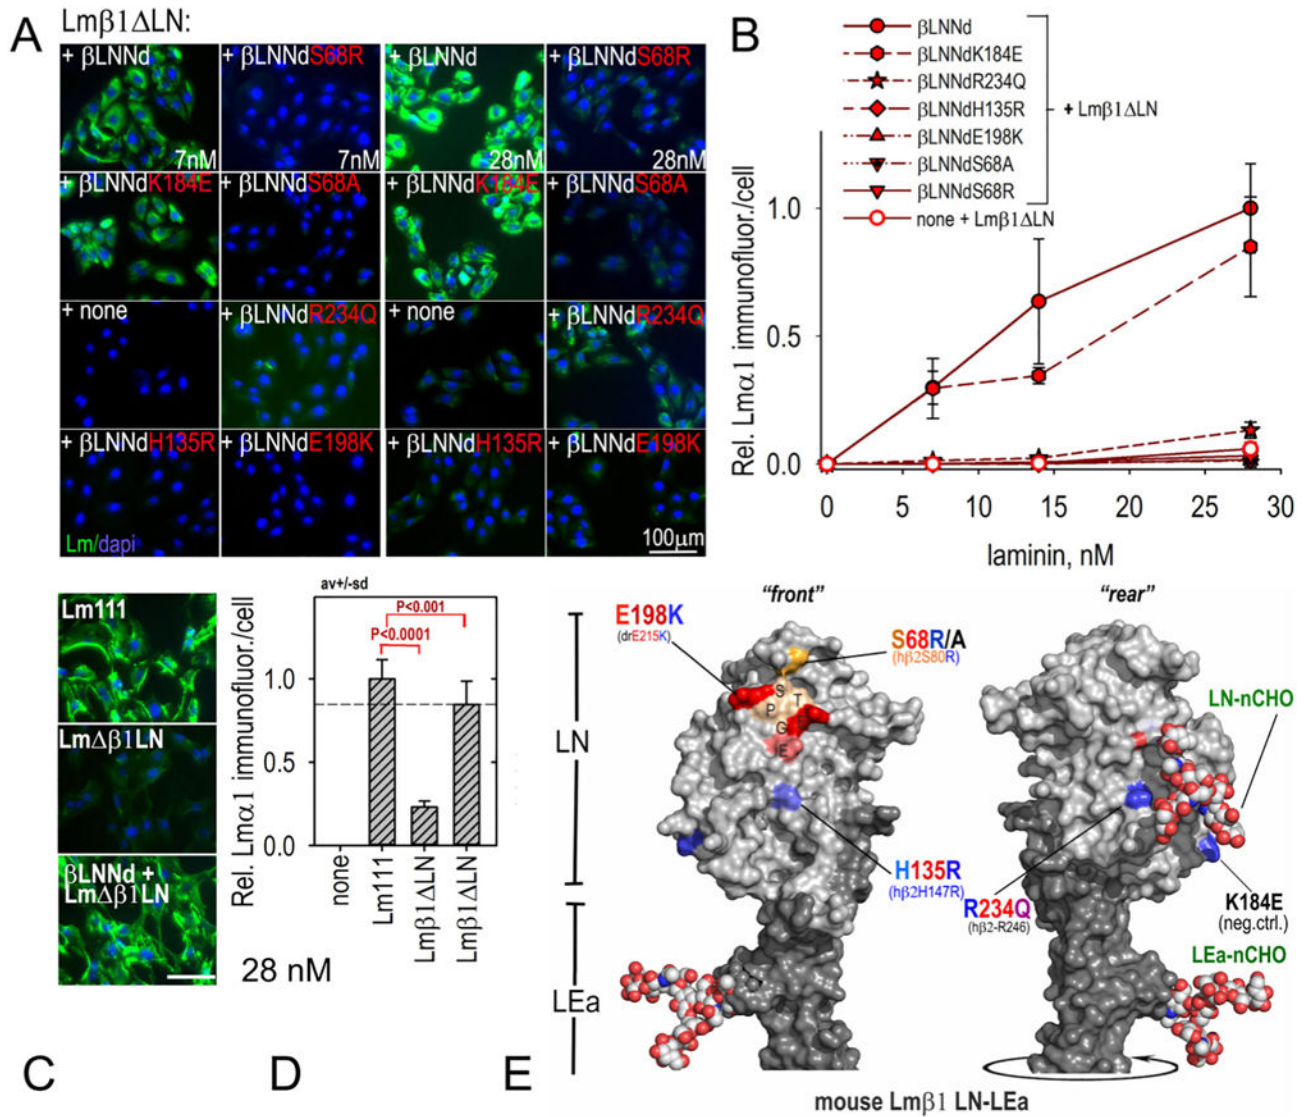 A
Lmβ1ΔLN:
+ βLNNd
7nM
+ βLNNdS68R
7nM
+ βLNNd
28nM
+ βLNNdS68R
28nM
+ βLNNdK184E
+ βLNNdS68A
+ βLNNdK184E
+ βLNNdS68A
+ none
+ βLNNdR234Q
+ none
+ βLNNdR234Q
+ βLNNdH135R
+ βLNNdE198K
+ βLNNdH135R
+ βLNNdE198K
Lm/dapi
100μm
B
βLNNd
βLNNdK184E
βLNNdR234Q
βLNNdH135R
βLNNdE198K
βLNNdS68A
βLNNdS68R
none + Lmβ1ΔLN
+ Lmβ1ΔLN
Rel. Lmα1 immunofluor./cell
1.0
0.5
0.0
0 5 10 15 20 25 30
laminin, nM
Lm111
LmΔβ1LN
βLNNd +
LmΔβ1LN
C
av+/-sd
P<0.001
P<0.0001
Rel. Lmα1 immunofluor./cell
1.0
0.5
0.0
none
Lm111
Lmβ1ΔLN
Lmβ1ΔLN
28 nM
D
"front"
"rear"
E198K
(drE215K)
S68R/A
(hβ2S80R)
S
T
P
G
E
LN
LN-nCHO
H135R
(hβ2H147R)
R234Q
(hβ2-R246)
K184E
(neg.ctrl.)
LEa
LEa-nCHO
E
mouse Lmβ1 LN-LEa